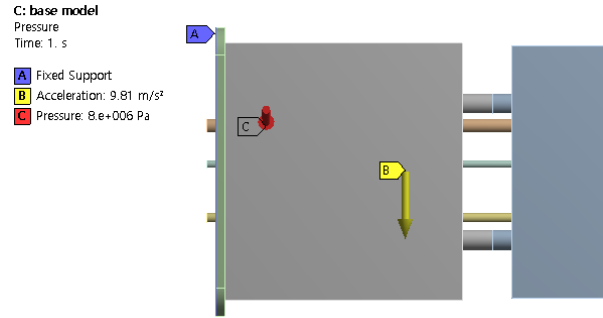 C: base model
Pressure
Time: 1. s
A Fixed Support
B Acceleration: 9.81 m/s²
C Pressure: 8.e+006 Pa
A
C
B